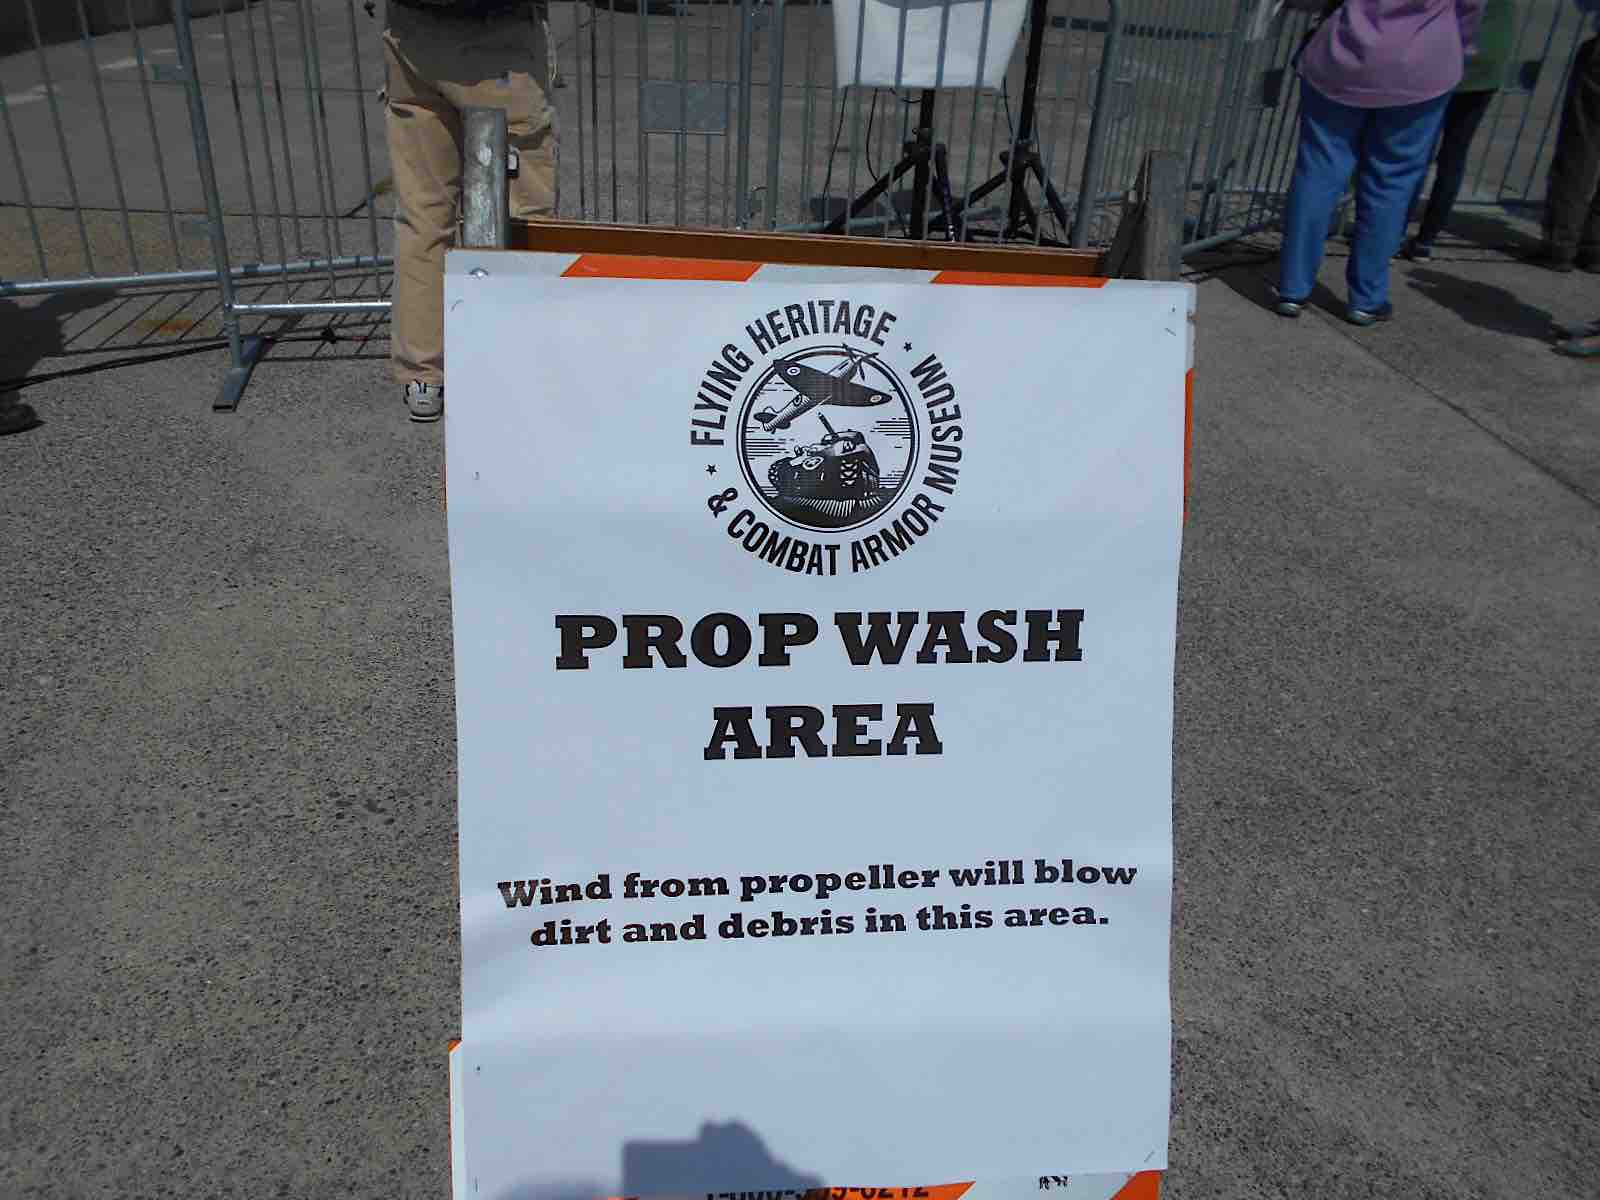 FLYING HERITAGE
& COMBAT ARMOR MUSEUM
PROP WASH
AREA
Wind from propeller will blow
dirt and debris in this area.